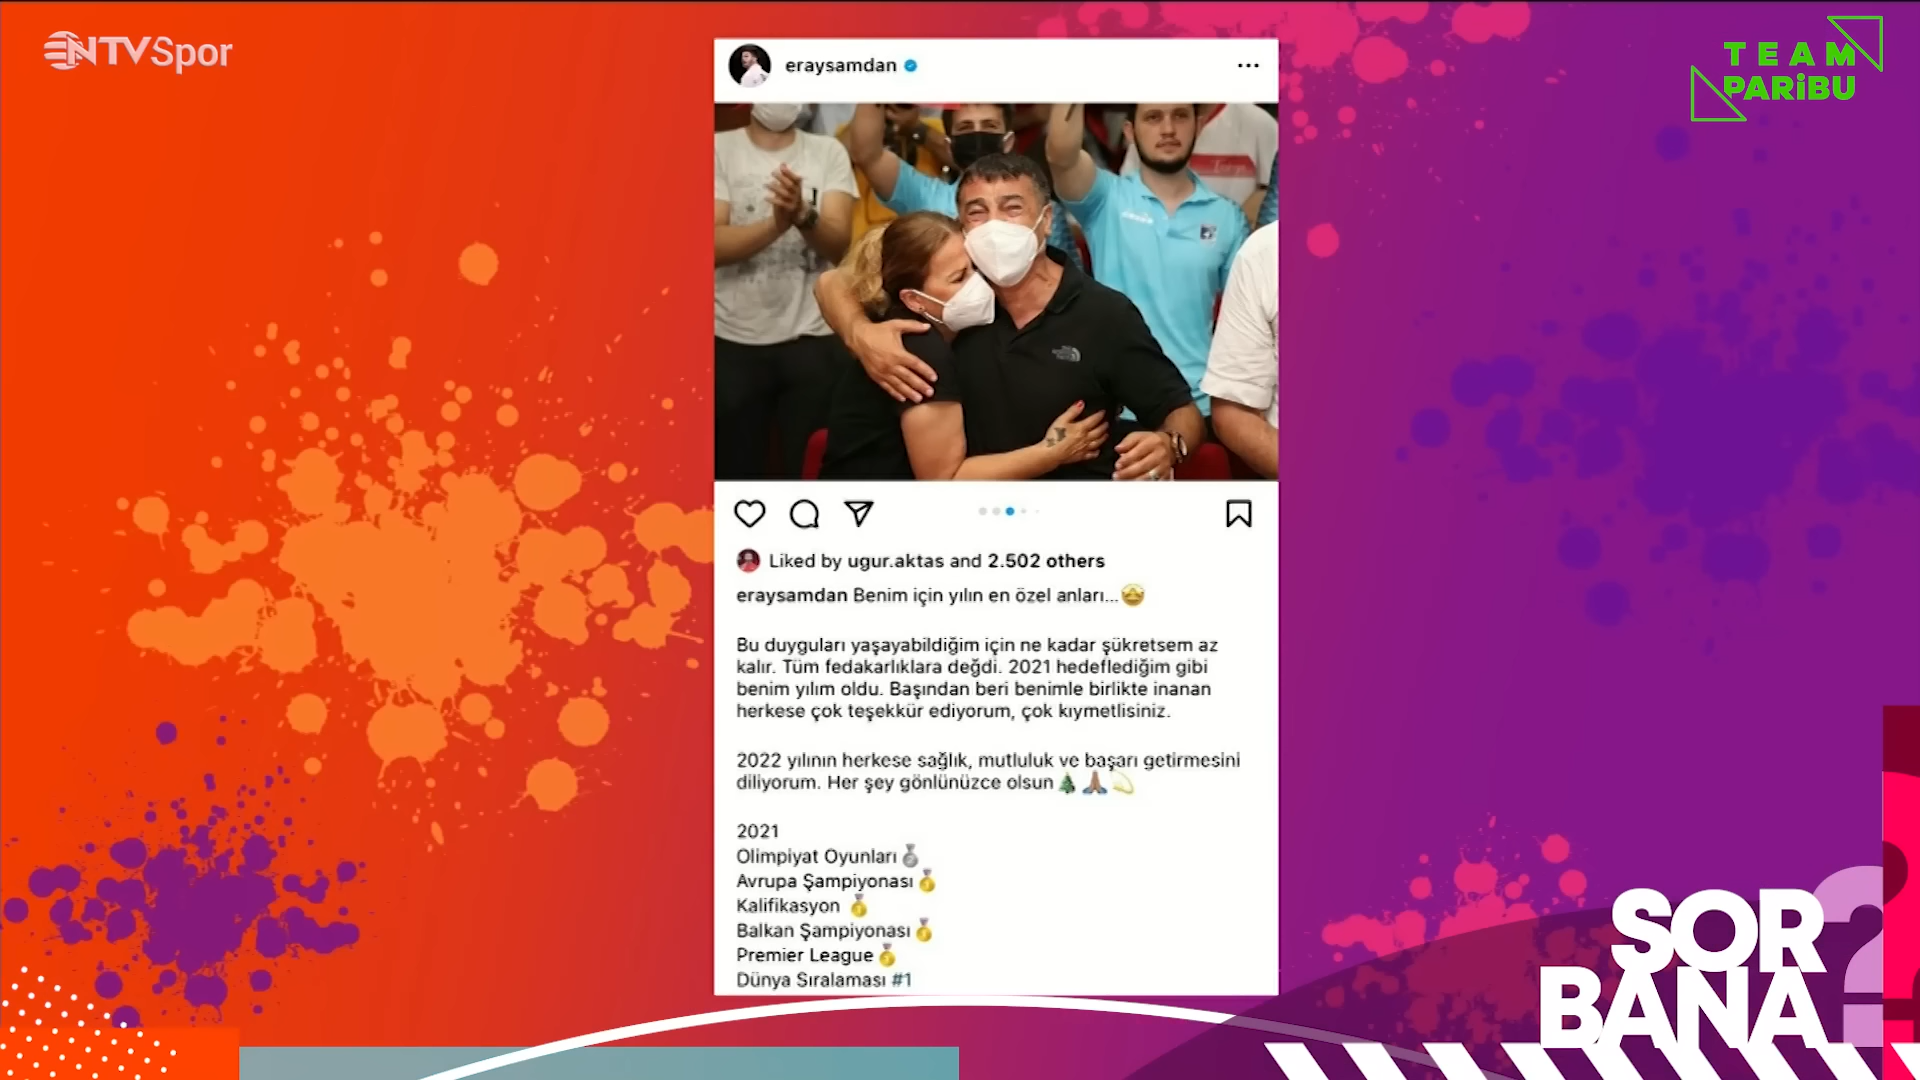 NTVSpor
TEAM
PARiBU
eraysamdan
Liked by ugur.aktas and 2.502 others
eraysamdan Benim için yılın en özel anları...🤩
Bu duyguları yaşayabildiğim için ne kadar şükretsem az
kalır. Tüm fedakarlıklara değdi. 2021 hedeflediğim gibi
benim yılım oldu. Başından beri benimle birlikte inanan
herkese çok teşekkür ediyorum, çok kıymetlisiniz.
2022 yılının herkese sağlık, mutluluk ve başarı getirmesini
diliyorum. Her şey gönlünüzce olsun🎄🙏🏽💫
2021
Olimpiyat Oyunları🥈
Avrupa Şampiyonası🥇
Kalifikasyon 🥇
Balkan Şampiyonası🥇
Premier League🥇
Dünya Sıralaması #1
SOR
BANA
?